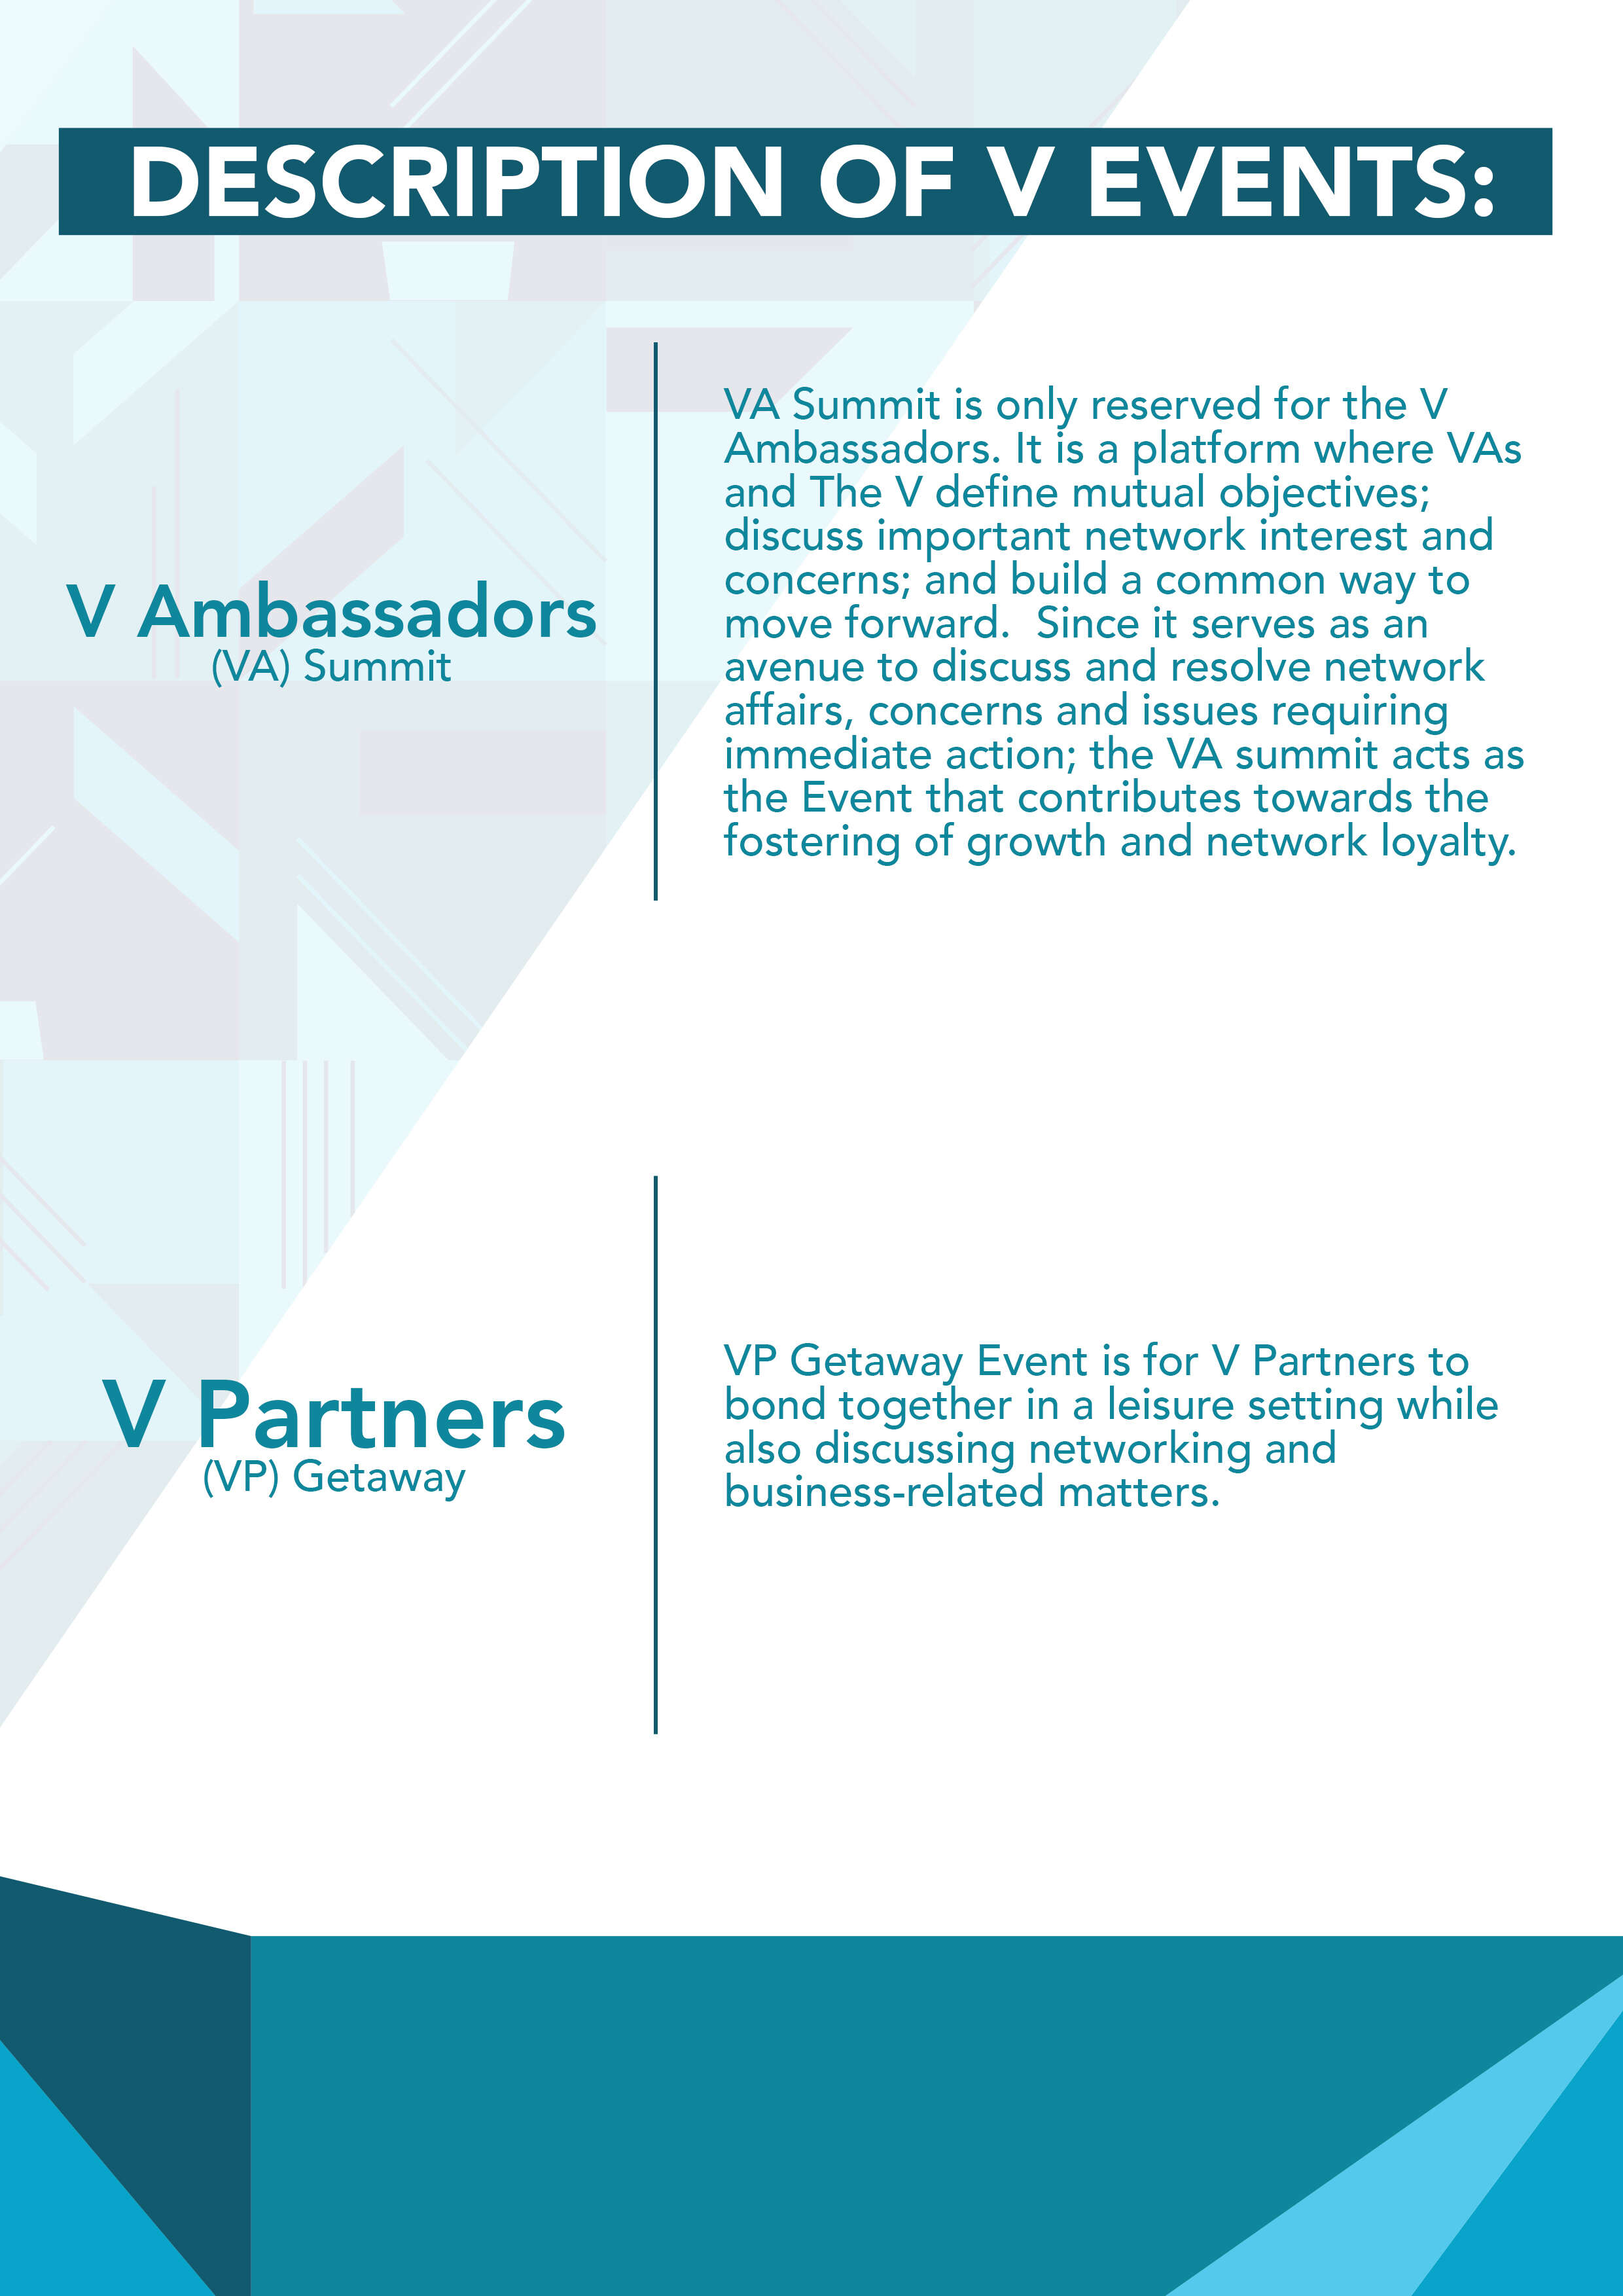 DESCRIPTION OF V EVENTS:
V Ambassadors
(VA) Summit
VA Summit is only reserved for the V
Ambassadors. It is a platform where VAs
and The V define mutual objectives;
discuss important network interest and
concerns; and build a common way to
move forward.  Since it serves as an
avenue to discuss and resolve network
affairs, concerns and issues requiring
immediate action; the VA summit acts as
the Event that contributes towards the
fostering of growth and network loyalty.
V Partners
(VP) Getaway
VP Getaway Event is for V Partners to
bond together in a leisure setting while
also discussing networking and
business-related matters.